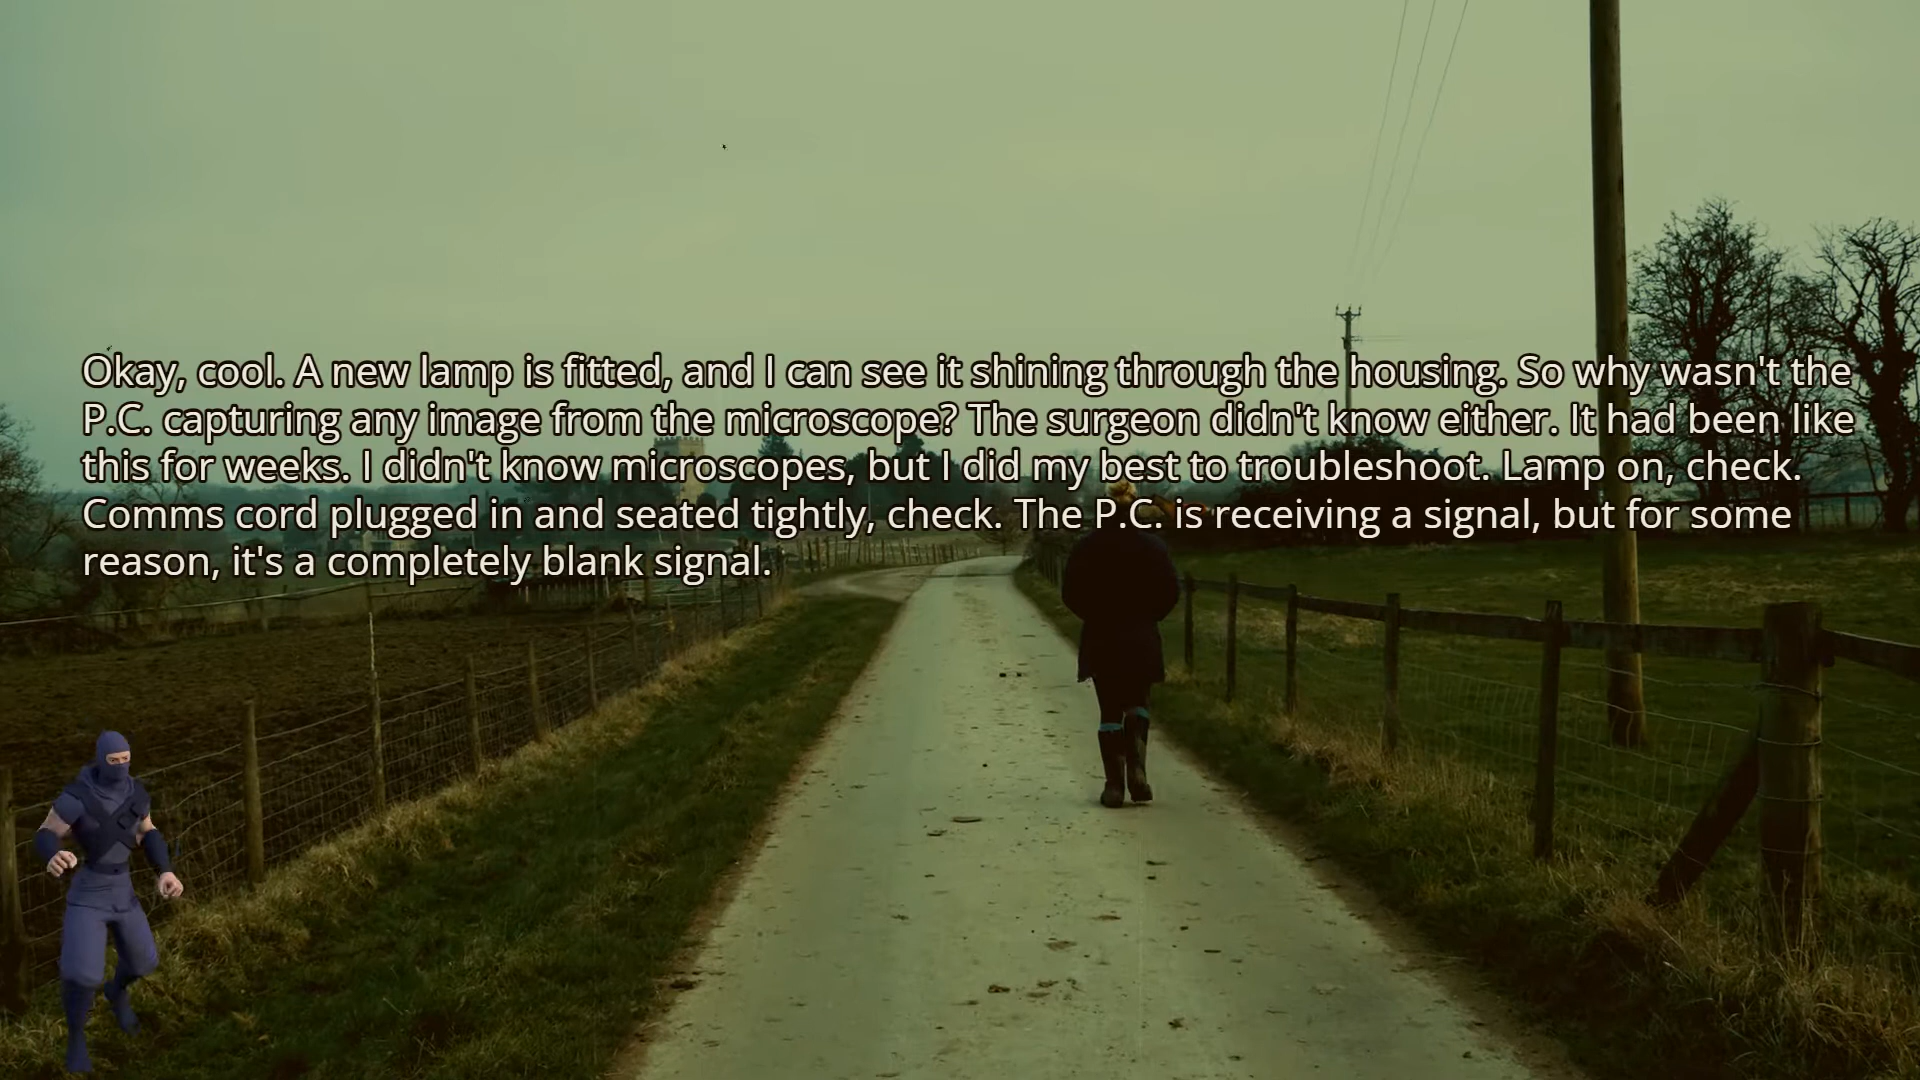 Okay, cool. A new lamp is fitted, and I can see it shining through the housing. So why wasn't the
P.C. capturing any image from the microscope? The surgeon didn't know either. It had been like
this for weeks. I didn't know microscopes, but I did my best to troubleshoot. Lamp on, check.
Comms cord plugged in and seated tightly, check. The P.C. is receiving a signal, but for some
reason, it's a completely blank signal.